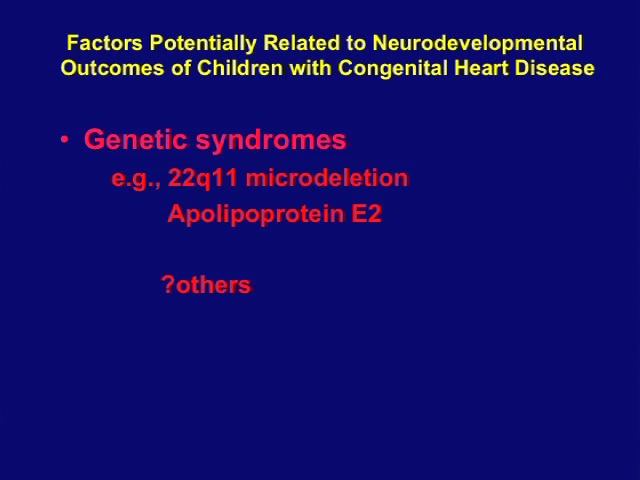 Factors Potentially Related to Neurodevelopmental
Outcomes of Children with Congenital Heart Disease
• Genetic syndromes
e.g., 22q11 microdeletion
Apolipoprotein E2
?others